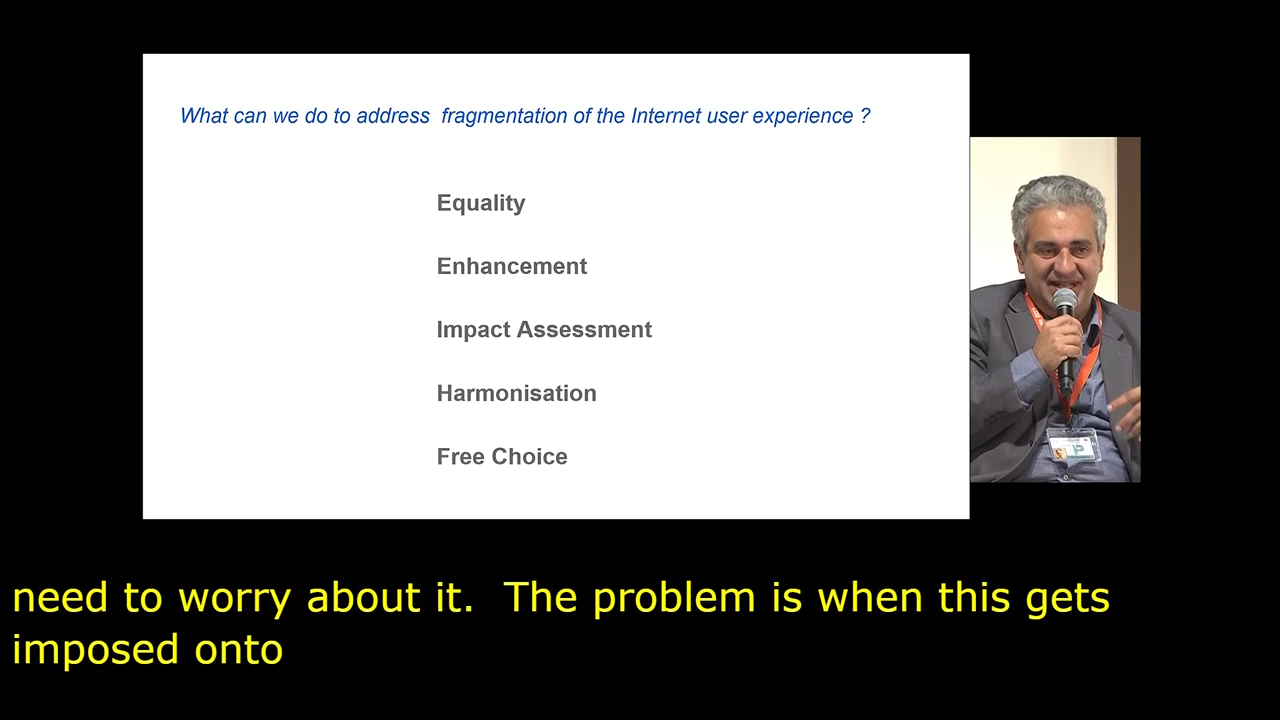 What can we do to address  fragmentation of the Internet user experience ?
Equality
Enhancement
Impact Assessment
Harmonisation
Free Choice
need to worry about it.  The problem is when this gets
imposed onto